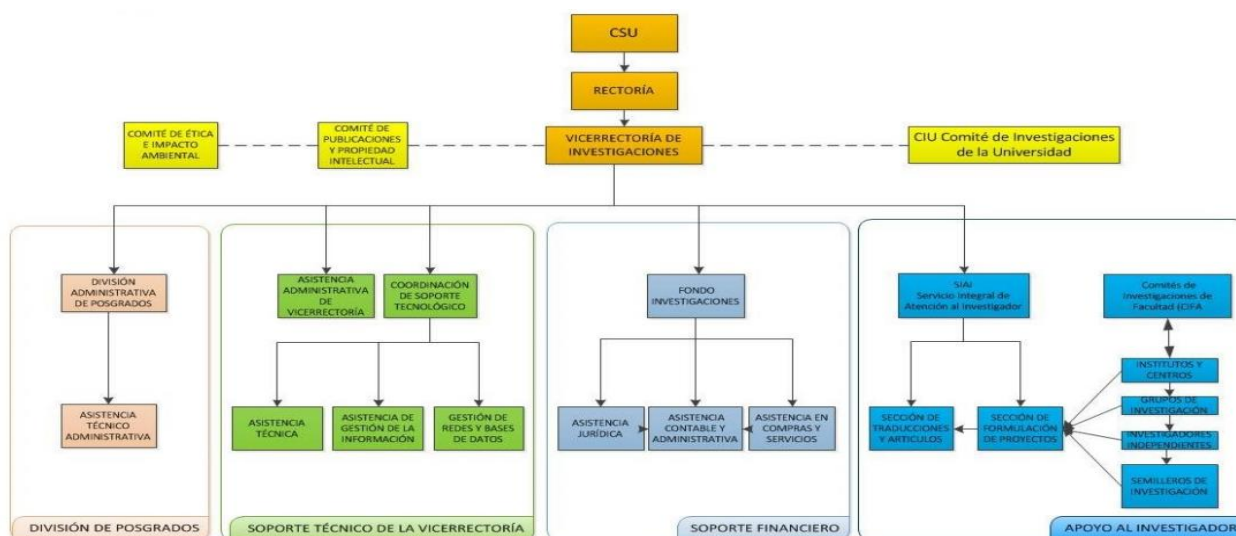 CSU
RECTORÍA
COMITÉ DE ÉTICA
E IMPACTO
AMBIENTAL
COMITÉ DE
PUBLICACIONES
Y PROPIEDAD
INTELECTUAL
VICERRECTORÍA DE
INVESTIGACIONES
CIU Comité de Investigaciones
de la Universidad
DIVISIÓN
ADMINISTRATIVA
DE POSGRADOS
ASISTENCIA
TÉCNICO
ADMINISTRATIVA
DIVISIÓN DE POSGRADOS
ASISTENCIA
ADMINISTRATIVA
DE
VICERRECTORÍA
COORDINACIÓN
DE SOPORTE
TECNOLÓGICO
ASISTENCIA
TÉCNICA
ASISTENCIA DE
GESTIÓN DE LA
INFORMACIÓN
GESTIÓN DE
REDES Y BASES
DE DATOS
SOPORTE TÉCNICO DE LA VICERRECTORÍA
FONDO
INVESTIGACIONES
ASISTENCIA
JURÍDICA
ASISTENCIA
CONTABLE Y
ADMINISTRATIVA
ASISTENCIA EN
COMPRAS Y
SERVICIOS
SOPORTE FINANCIERO
SIAI
Servicio Integral de
Atención al Investigador
Comités de
Investigaciones de
Facultad (CIFA
INSTITUTOS Y
CENTROS
GRUPOS DE
INVESTIGACIÓN
INVESTIGADORES
INDEPENDIENTES
SEMILLEROS DE
INVESTIGACIÓN
SECCIÓN DE
TRADUCCIONES
Y ARTICULOS
SECCIÓN DE
FORMULACIÓN
DE PROYECTOS
APOYO AL INVESTIGADOR